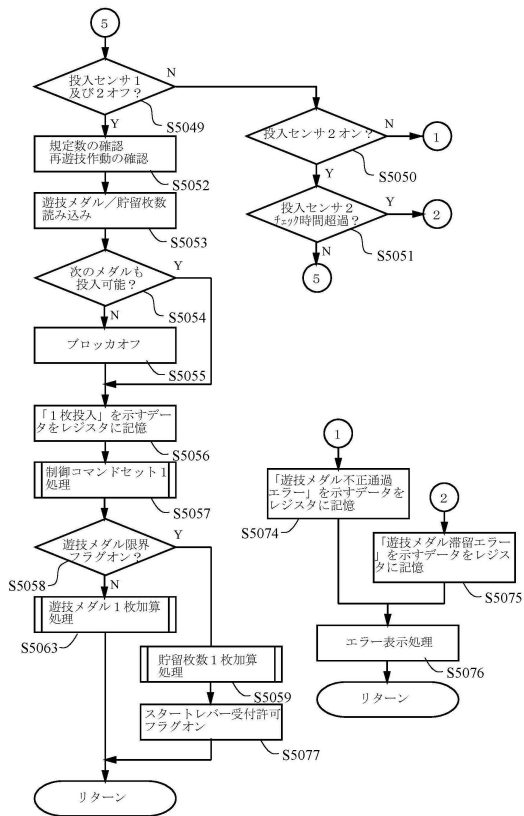 5
投入センサ1
及び2オフ?
N
S5049
Y
規定数の確認
再遊技作動の確認
S5052
遊技メダル／貯留枚数
読み込み
S5053
次のメダルも
投入可能?
Y
S5054
N
ブロッカオフ
S5055
「1枚投入」を示すデー
タをレジスタに記憶
S5056
制御コマンドセット1
処理
S5057
遊技メダル限界
フラグオン?
Y
S5058
N
遊技メダル1枚加算
処理
S5063
貯留枚数1枚加算
処理
S5059
スタートレバー受付許可
フラグオン
S5077
リターン
投入センサ2オン?
N
1
S5050
Y
投入センサ2
チェック時間超過?
Y
2
S5051
N
5
1
「遊技メダル不正通過
エラー」を示すデータを
レジスタに記憶
S5074
2
「遊技メダル滞留エラー
」を示すデータをレジス
タに記憶
S5075
エラー表示処理
S5076
リターン